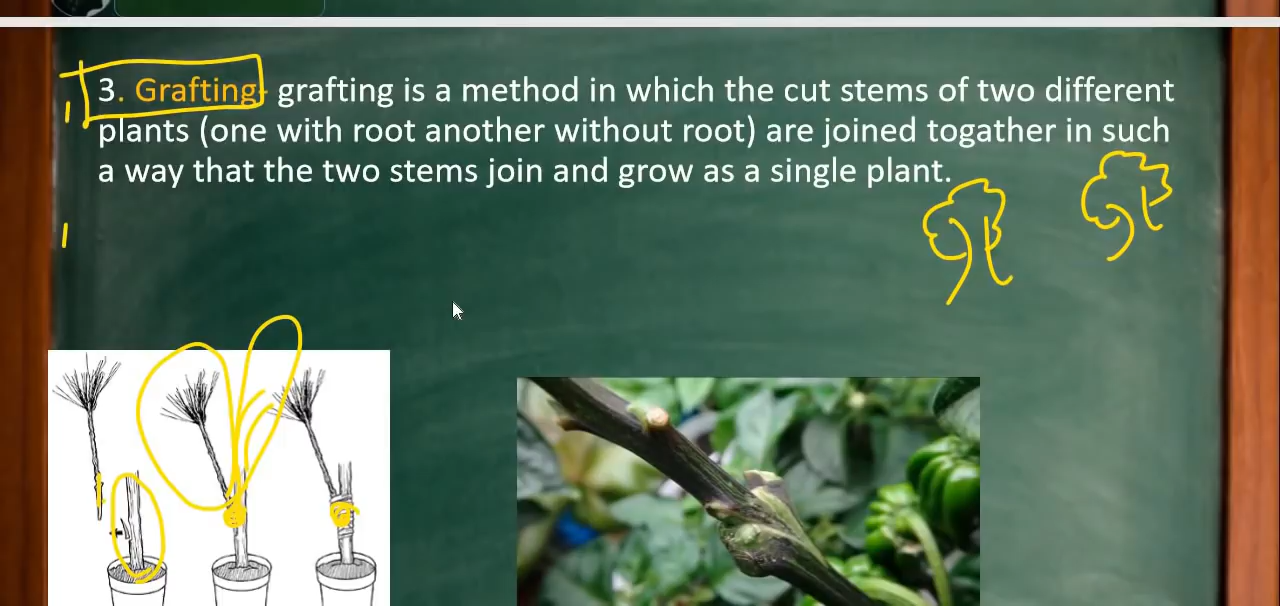 3. Grafting- grafting is a method in which the cut stems of two different
plants (one with root another without root) are joined togather in such
a way that the two stems join and grow as a single plant.